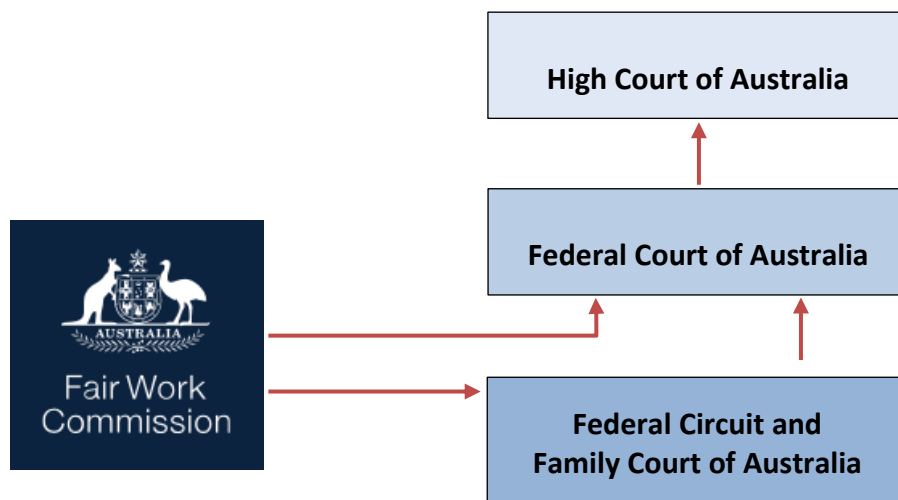 High Court of Australia
Federal Court of Australia
AUSTRALIA
Fair Work
Commission
Federal Circuit and
Family Court of Australia